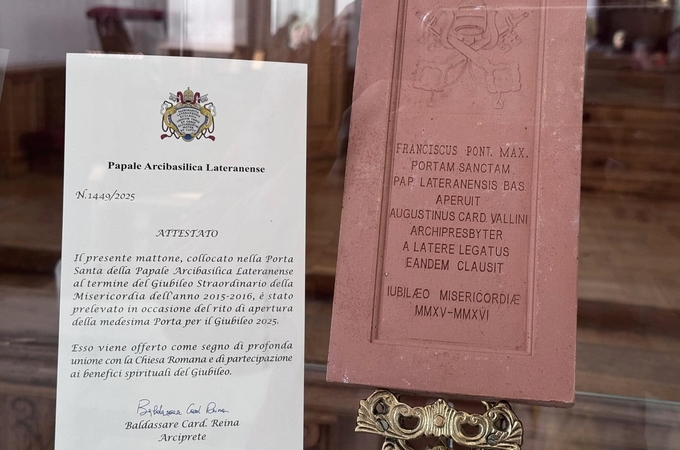 Papale Arcibasilica Lateranense
N.1449/2025
ATTESTATO
Il presente mattone, collocato nella Porta
Santa della Papale Arcibasilica Lateranense
al termine del Giubileo Straordinario della
Misericordia dell'anno 2015-2016, è stato
prelevato in occasione del rito di apertura
della medesima Porta per il Giubileo 2025.
Esso viene offerto come segno di profonda
unione con la Chiesa Romana e di partecipazione
ai benefici spirituali del Giubileo.
Baldassare Card. Reina
Baldassare Card. Reina
Arciprete
FRANCISCUS PONT. MAX.
PORTAM SANCTAM
PAP. LATERANENSIS BAS.
APERUIT
AUGUSTINUS CARD. VALLINI
ARCHIPRESBYTER
A LATERE LEGATUS
EANDEM CLAUSIT
IUBILÆO MISERICORDIÆ
MMXV-MMXVI